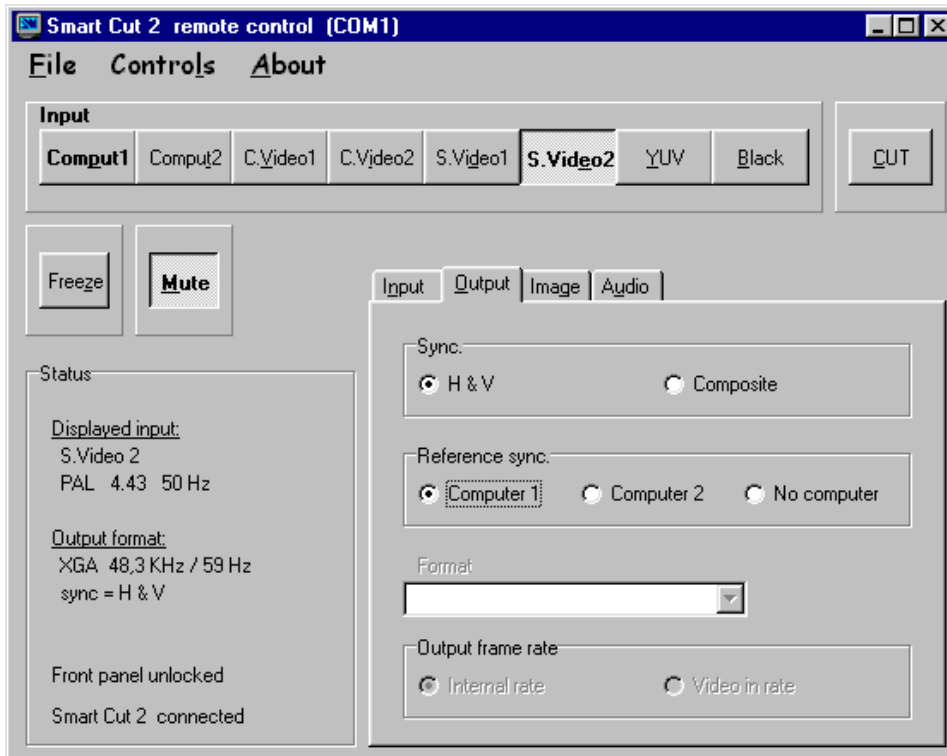 Smart Cut 2 remote control (COM1)
File Controls About
Input
Comput1 Comput2 C.Video1 C.Video2 S.Video1 S.Video2 YUV Black CUT
Freeze Mute
Input Output Image Audio
Sync.
H & V Composite
Reference sync.
Computer 1 Computer 2 No computer
Format
Output frame rate
Internal rate Video in rate
Status
Displayed input:
S.Video 2
PAL 4.43 50 Hz
Output format:
XGA 48,3 KHz / 59 Hz
sync = H & V
Front panel unlocked
Smart Cut 2 connected